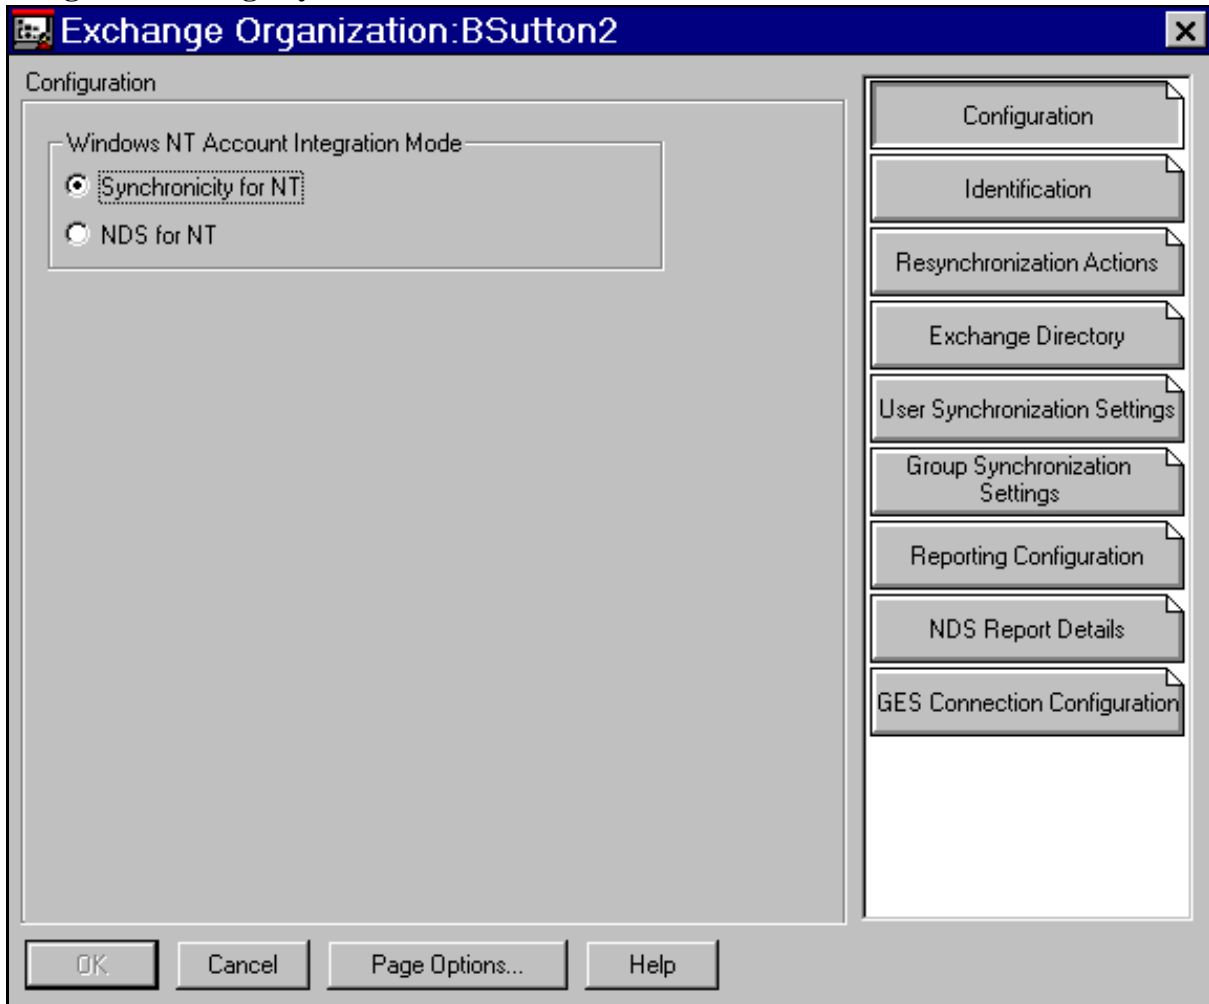 Exchange Organization:BSutton2
Configuration
Windows NT Account Integration Mode
Synchronicity for NT
NDS for NT
Configuration
Identification
Resynchronization Actions
Exchange Directory
User Synchronization Settings
Group Synchronization
Settings
Reporting Configuration
NDS Report Details
GES Connection Configuration
OK
Cancel
Page Options...
Help